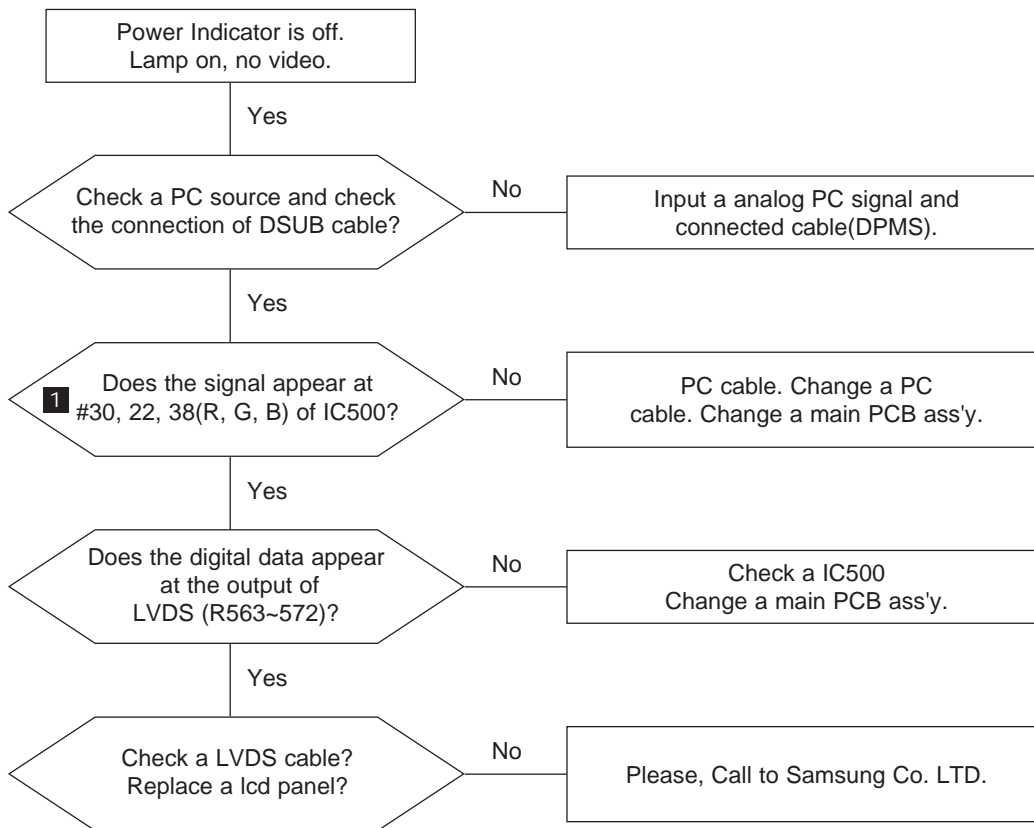 Power Indicator is off.
Lamp on, no video.
Yes
Check a PC source and check
the connection of DSUB cable?
No
Input a analog PC signal and
connected cable(DPMS).
Yes
1
Does the signal appear at
#30, 22, 38(R, G, B) of IC500?
No
PC cable. Change a PC
cable. Change a main PCB ass'y.
Yes
Does the digital data appear
at the output of
LVDS (R563~572)?
No
Check a IC500
Change a main PCB ass'y.
Yes
Check a LVDS cable?
Replace a lcd panel?
No
Please, Call to Samsung Co. LTD.